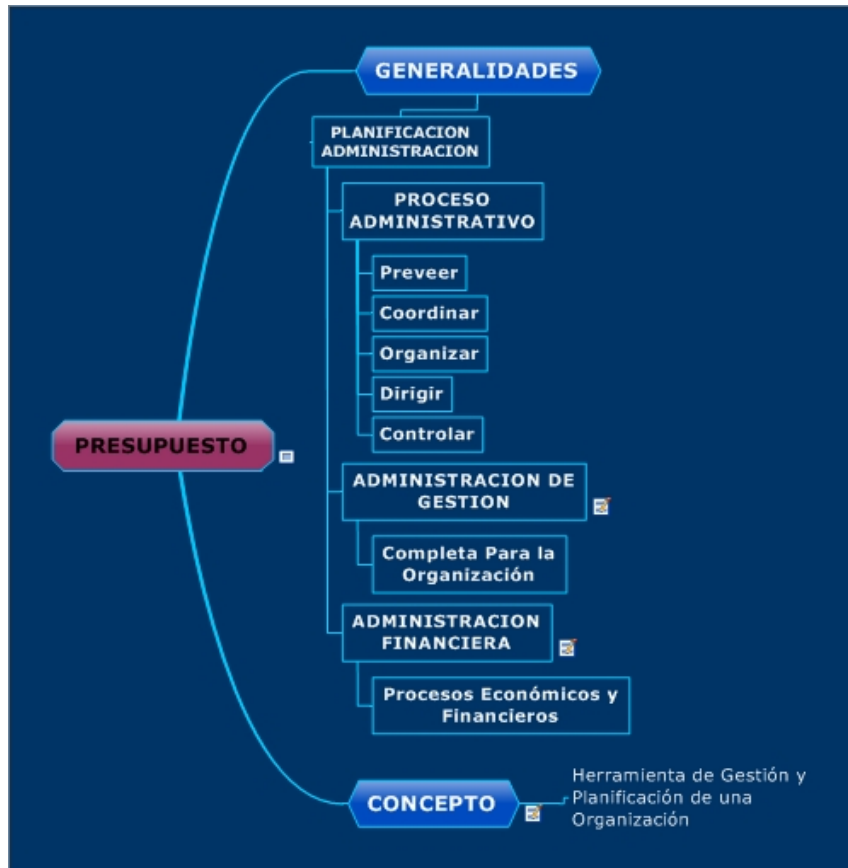 GENERALIDADES
PLANIFICACION
ADMINISTRACION
PROCESO
ADMINISTRATIVO
Preveer
Coordinar
Organizar
Dirigir
Controlar
PRESUPUESTO
ADMINISTRACION DE
GESTION
Completa Para la
Organización
ADMINISTRACION
FINANCIERA
Procesos Económicos y
Financieros
CONCEPTO
Herramienta de Gestión y
Planificación de una
Organización